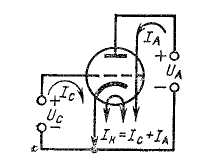 I_A
I_C
+
U_C
−
+
U_A
−
I_K = I_C + I_A